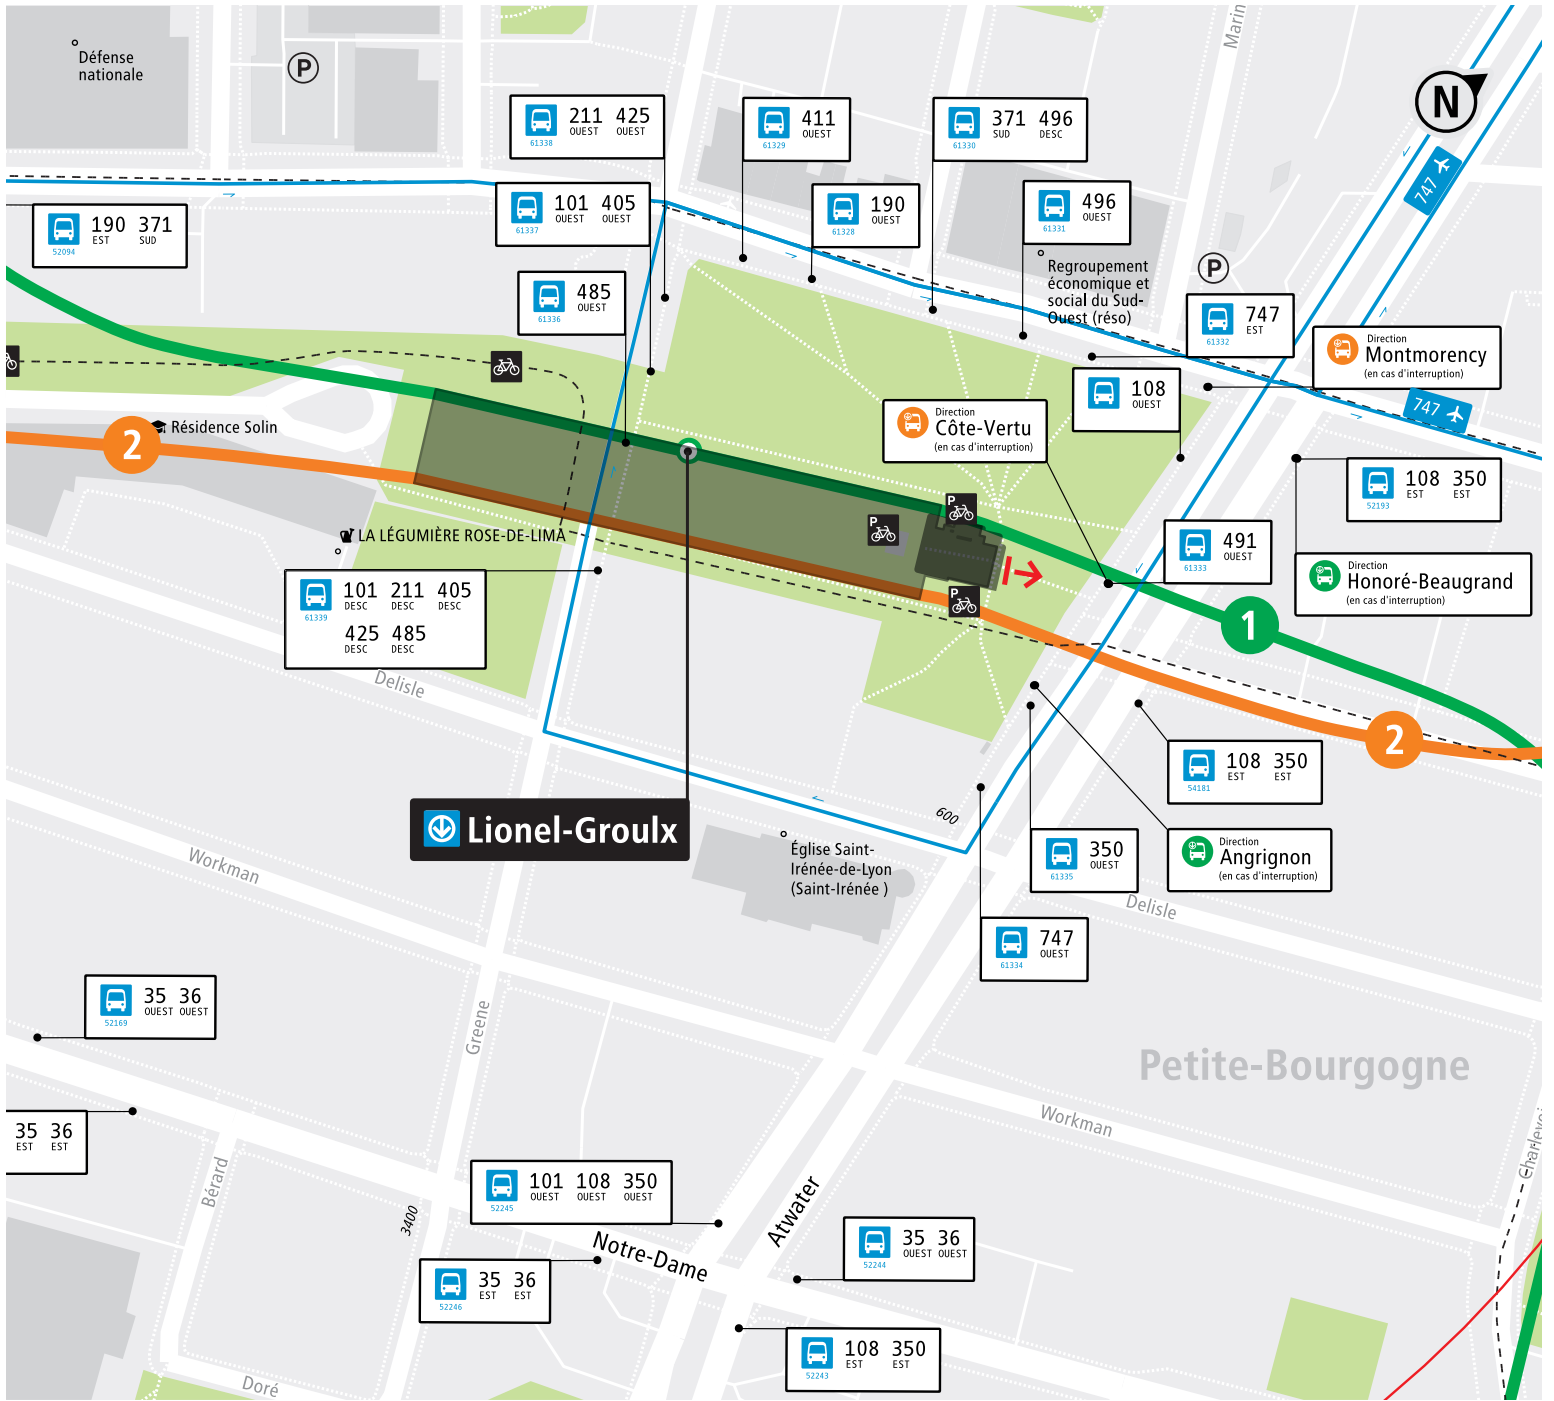 Défense
nationale
P
Marin
N
747
211 425
OUEST OUEST
61338
411
OUEST
61329
371 496
SUD DESC
61330
190 371
EST SUD
52094
101 405
OUEST OUEST
61337
190
OUEST
61328
496
OUEST
61331
Regroupement
économique et
social du Sud-
Ouest (réso)
P
485
OUEST
61336
747
EST
61332
Direction
Montmorency
(en cas d'interruption)
108
OUEST
747
Direction
Côte-Vertu
(en cas d'interruption)
2
Résidence Solin
108 350
EST EST
52193
P
P
P
LA LÉGUMIÈRE ROSE-DE-LIMA
491
OUEST
61333
Direction
Honoré-Beaugrand
(en cas d'interruption)
1
101 211 405
DESC DESC DESC
61339
425 485
DESC DESC
Delisle
2
108 350
EST EST
54181
Lionel-Groulx
600
Église Saint-
Irénée-de-Lyon
(Saint-Irénée )
350
OUEST
61335
Direction
Angrignon
(en cas d'interruption)
Workman
Delisle
747
OUEST
61334
35 36
OUEST OUEST
52169
Greene
Petite-Bourgogne
35 36
EST EST
Workman
Charlevoi
Bérard
101 108 350
OUEST OUEST OUEST
52245
Atwater
3400
Notre-Dame
35 36
OUEST OUEST
52244
35 36
EST EST
52246
108 350
EST EST
52243
Doré